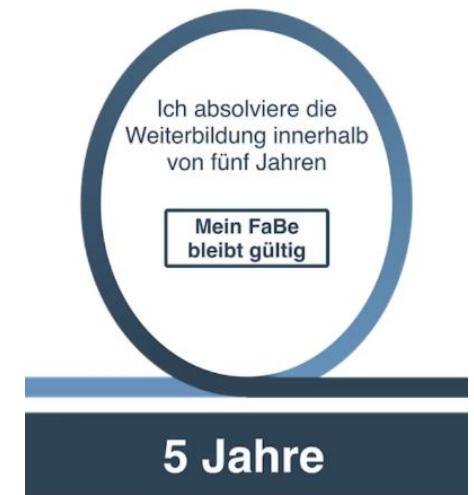 Ich absolviere die
Weiterbildung innerhalb
von fünf Jahren
Mein FaBe
bleibt gültig
5 Jahre